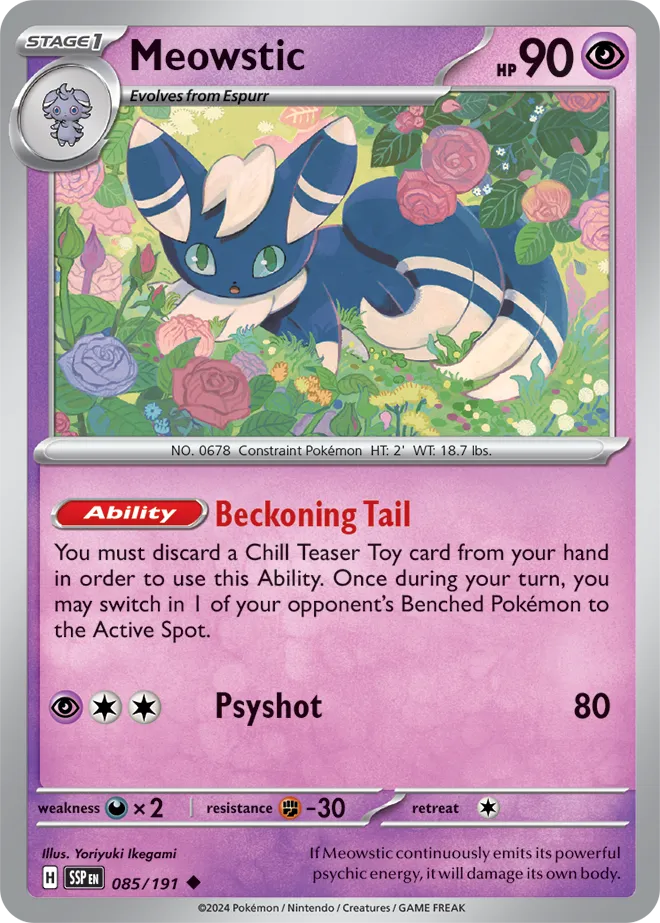 STAGE 1
Meowstic
HP 90
Evolves from Espurr
NO. 0678 Constraint Pokémon HT: 2' WT: 18.7 lbs.
Ability Beckoning Tail
You must discard a Chill Teaser Toy card from your hand
in order to use this Ability. Once during your turn, you
may switch in 1 of your opponent's Benched Pokémon to
the Active Spot.
Psyshot 80
weakness ×2 resistance -30 retreat
Illus. Yoriyuki Ikegami
H SSP EN 085/191
If Meowstic continuously emits its powerful
psychic energy, it will damage its own body.
©2024 Pokémon / Nintendo / Creatures / GAME FREAK